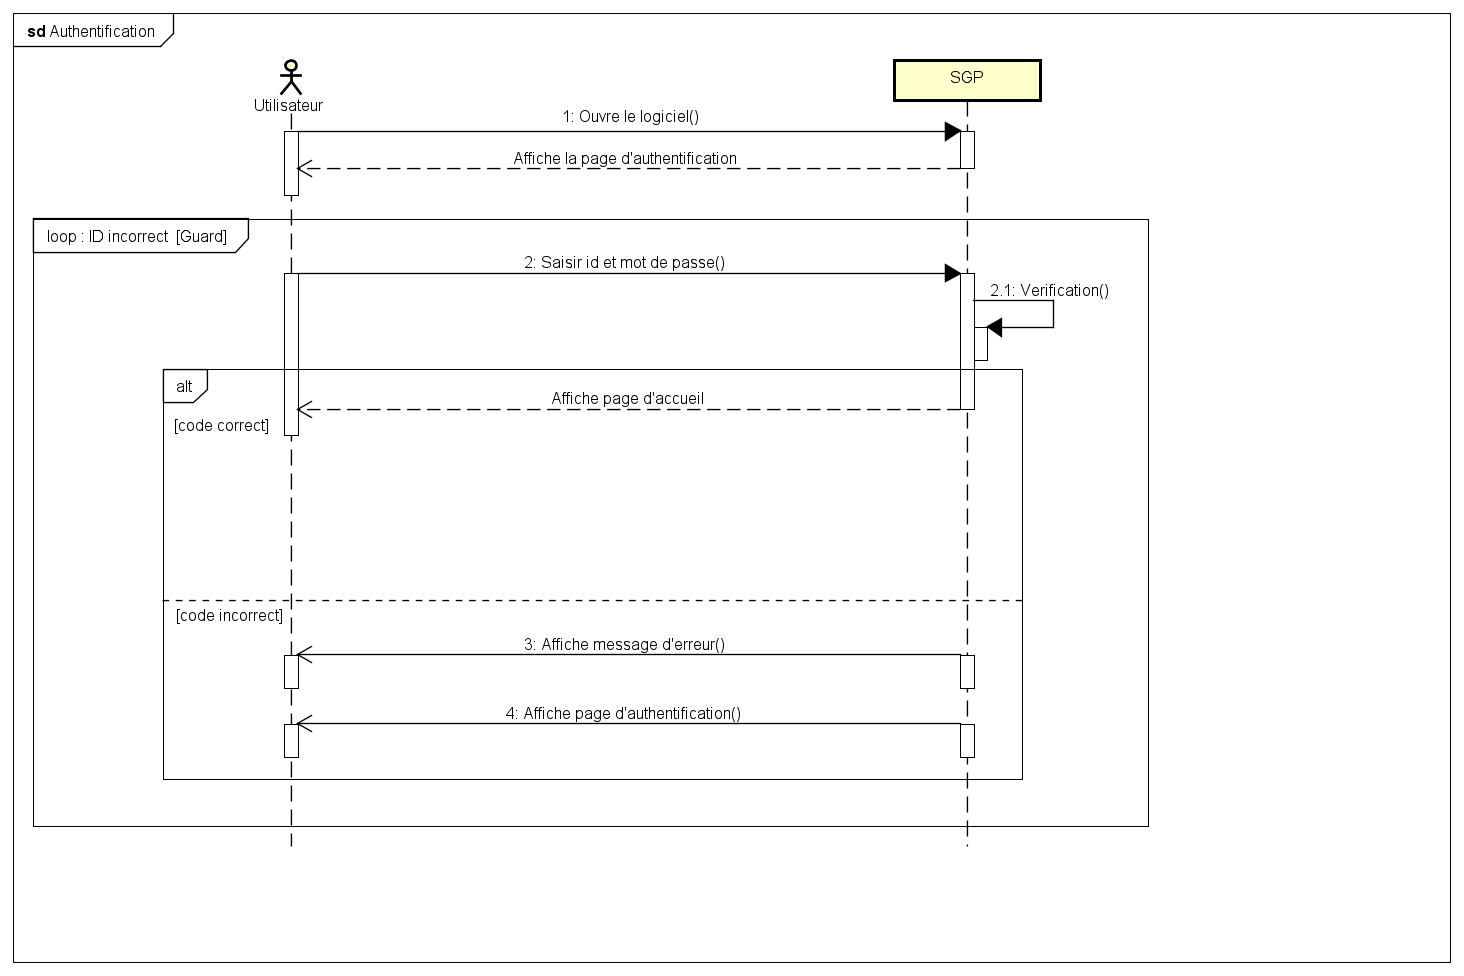 sd Authentification
Utilisateur
SGP
1: Ouvre le logiciel()
Affiche la page d'authentification
loop : ID incorrect [Guard]
2: Saisir id et mot de passe()
2.1: Verification()
alt
Affiche page d'accueil
[code correct]
[code incorrect]
3: Affiche message d'erreur()
4: Affiche page d'authentification()